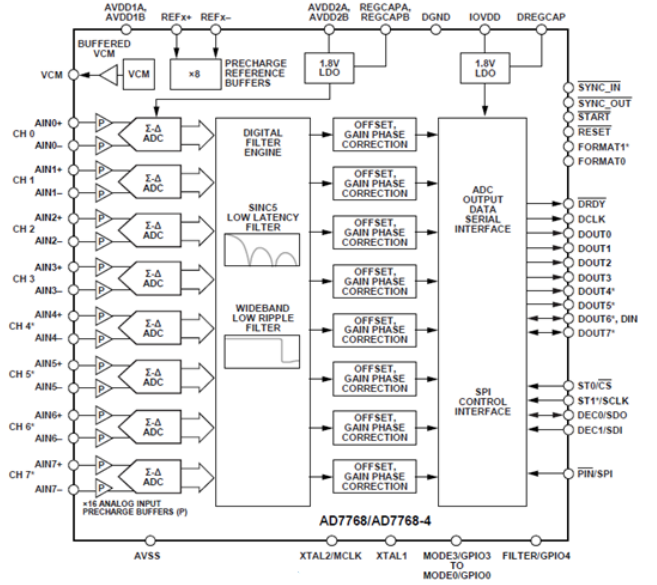 AVDD1A,
AVDD1B
REFx+ REFx–
AVDD2A,
AVDD2B
REGCAPA,
REGCAPB
DGND
IOVDD
DREGCAP
BUFFERED
VCM
VCM
VCM
×8
PRECHARGE
REFERENCE
BUFFERS
1.8V
LDO
1.8V
LDO
SYNC_IN
SYNC_OUT
START
RESET
FORMAT1*
FORMAT0
CH 0
AIN0+
AIN0–
P
P
Σ-Δ
ADC
CH 1
AIN1+
AIN1–
P
P
Σ-Δ
ADC
CH 2
AIN2+
AIN2–
P
P
Σ-Δ
ADC
CH 3
AIN3+
AIN3–
P
P
Σ-Δ
ADC
CH 4*
AIN4+
AIN4–
P
P
Σ-Δ
ADC
CH 5*
AIN5+
AIN5–
P
P
Σ-Δ
ADC
CH 6*
AIN6+
AIN6–
P
P
Σ-Δ
ADC
CH 7*
AIN7+
AIN7–
P
P
Σ-Δ
ADC
×16 ANALOG INPUT
PRECHARGE BUFFERS (P)
DIGITAL
FILTER
ENGINE
SINC5
LOW LATENCY
FILTER
WIDEBAND
LOW RIPPLE
FILTER
OFFSET,
GAIN PHASE
CORRECTION
OFFSET,
GAIN PHASE
CORRECTION
OFFSET,
GAIN PHASE
CORRECTION
OFFSET,
GAIN PHASE
CORRECTION
OFFSET,
GAIN PHASE
CORRECTION
OFFSET,
GAIN PHASE
CORRECTION
OFFSET,
GAIN PHASE
CORRECTION
OFFSET,
GAIN PHASE
CORRECTION
ADC
OUTPUT
DATA
SERIAL
INTERFACE
SPI
CONTROL
INTERFACE
DRDY
DCLK
DOUT0
DOUT1
DOUT2
DOUT3
DOUT4*
DOUT5*
DOUT6*, DIN
DOUT7*
ST0/CS
ST1*/SCLK
DEC0/SDO
DEC1/SDI
PIN/SPI
AD7768/AD7768-4
AVSS
XTAL2/MCLK
XTAL1
MODE3/GPIO3
TO
MODE0/GPIO0
FILTER/GPIO4